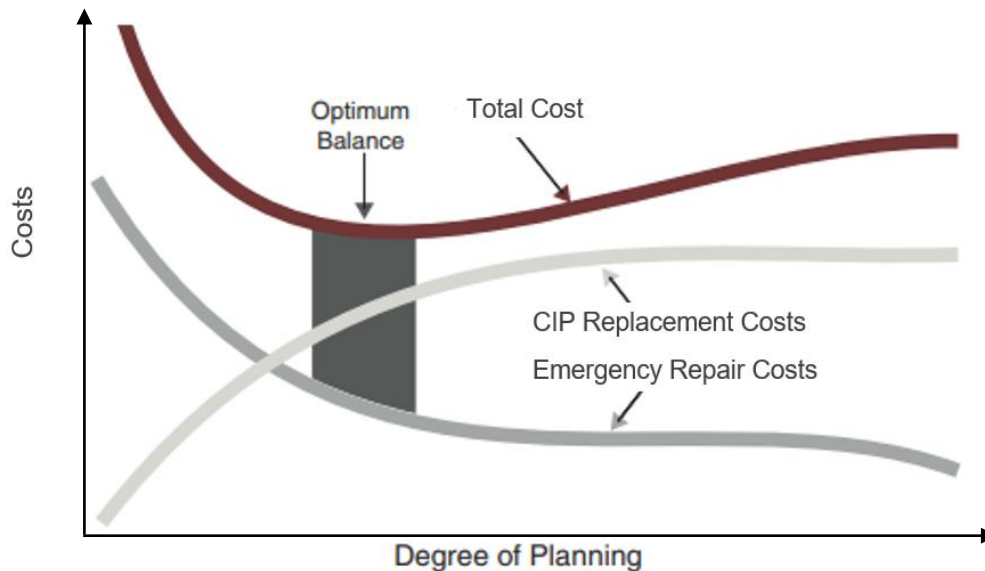 Optimum
Balance
Total Cost
Costs
CIP Replacement Costs
Emergency Repair Costs
Degree of Planning